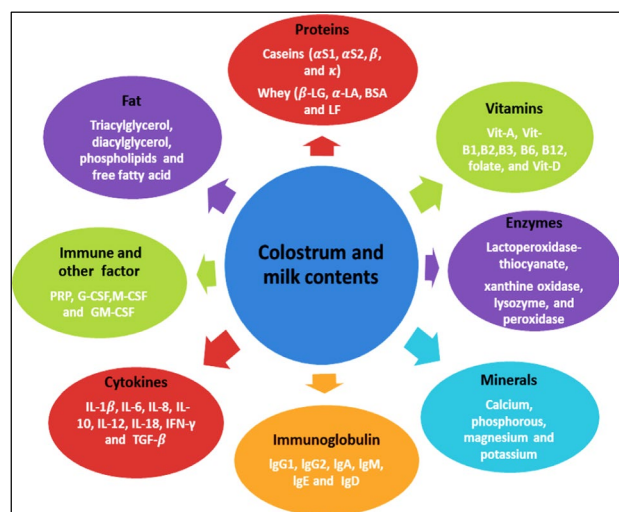 Proteins
Caseins (αS1, αS2, β,
and κ)
Whey (β-LG, α-LA, BSA
and LF
Fat
Triacylglycerol,
diacylglycerol,
phospholipids and
free fatty acid
Vitamins
Vit-A, Vit-
B1,B2,B3, B6, B12,
folate, and Vit-D
Colostrum and
milk contents
Enzymes
Lactoperoxidase-
thiocyanate,
xanthine oxidase,
lysozyme, and
peroxidase
Immune and
other factor
PRP, G-CSF,M-CSF
and GM-CSF
Cytokines
IL-1β, IL-6, IL-8, IL-
10, IL-12, IL-18, IFN-γ
and TGF-β
Immunoglobulin
IgG1, IgG2, IgA, IgM,
IgE and IgD
Minerals
Calcium,
phosphorous,
magnesium and
potassium